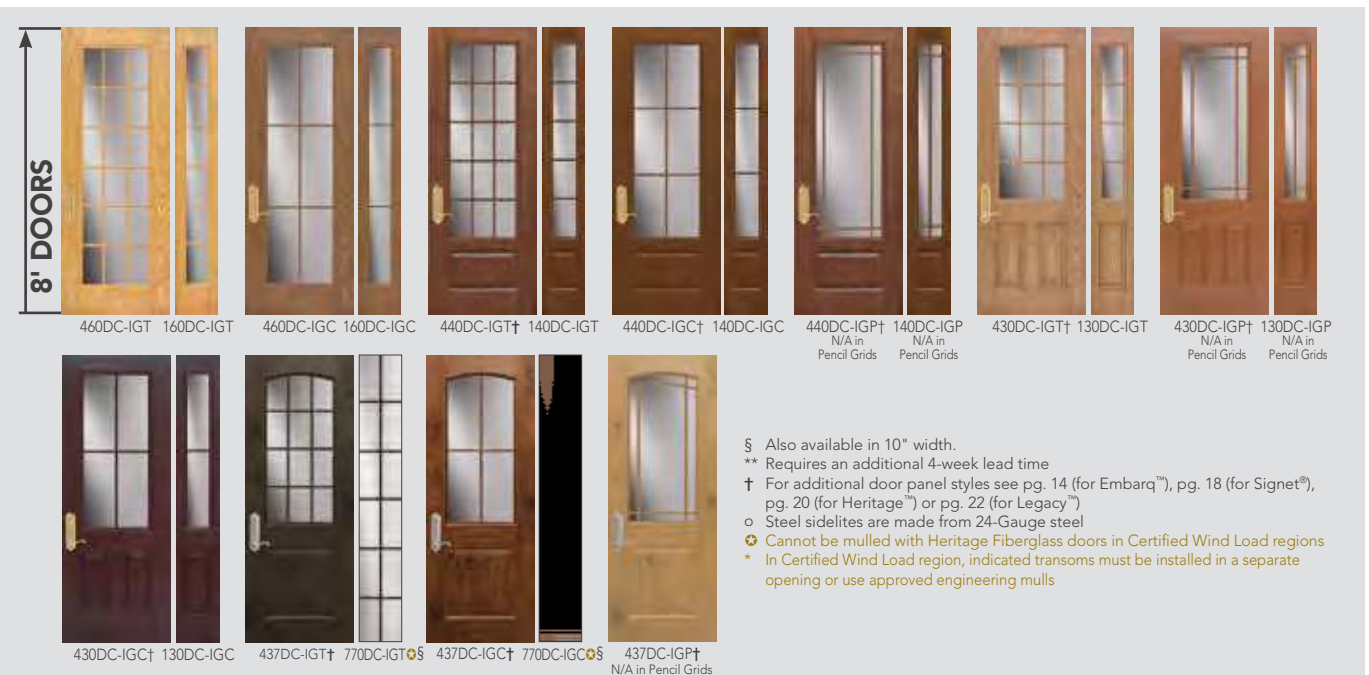 8' DOORS
460DC-IGT 160DC-IGT 460DC-IGC 160DC-IGC 440DC-IGT† 140DC-IGT 440DC-IGC† 140DC-IGC 440DC-IGP† 140DC-IGP 430DC-IGT† 130DC-IGT 430DC-IGP† 130DC-IGP
N/A in N/A in N/A in N/A in
Pencil Grids Pencil Grids Pencil Grids Pencil Grids
§ Also available in 10" width.
** Requires an additional 4-week lead time
† For additional door panel styles see pg. 14 (for Embarq™), pg. 18 (for Signet®),
pg. 20 (for Heritage™) or pg. 22 (for Legacy™)
o Steel sidelites are made from 24-Gauge steel
✪ Cannot be mulled with Heritage Fiberglass doors in Certified Wind Load regions
* In Certified Wind Load region, indicated transoms must be installed in a separate
opening or use approved engineering mulls
430DC-IGC† 130DC-IGC 437DC-IGT† 770DC-IGT✪§ 437DC-IGC† 770DC-IGC✪§ 437DC-IGP†
N/A in Pencil Grids